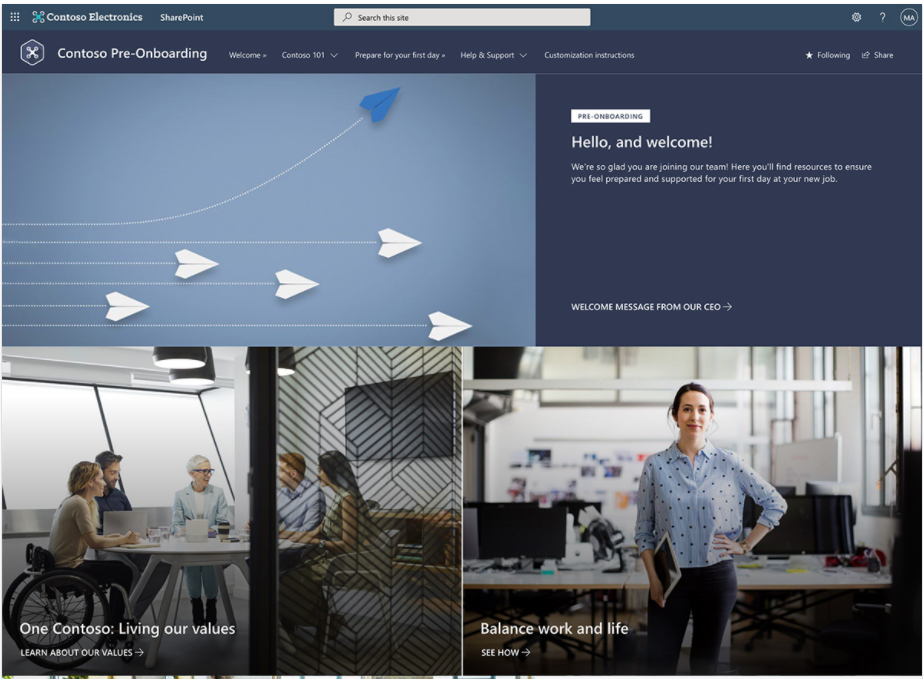 Contoso Electronics SharePoint Search this site ? MA
Contoso Pre-Onboarding Welcome » Contoso 101 Prepare for your first day » Help & Support Customization instructions Following Share
PRE-ONBOARDING
Hello, and welcome!
We're so glad you are joining our team! Here you'll find resources to ensure
you feel prepared and supported for your first day at your new job.
WELCOME MESSAGE FROM OUR CEO →
One Contoso: Living our values
LEARN ABOUT OUR VALUES →
Balance work and life
SEE HOW →